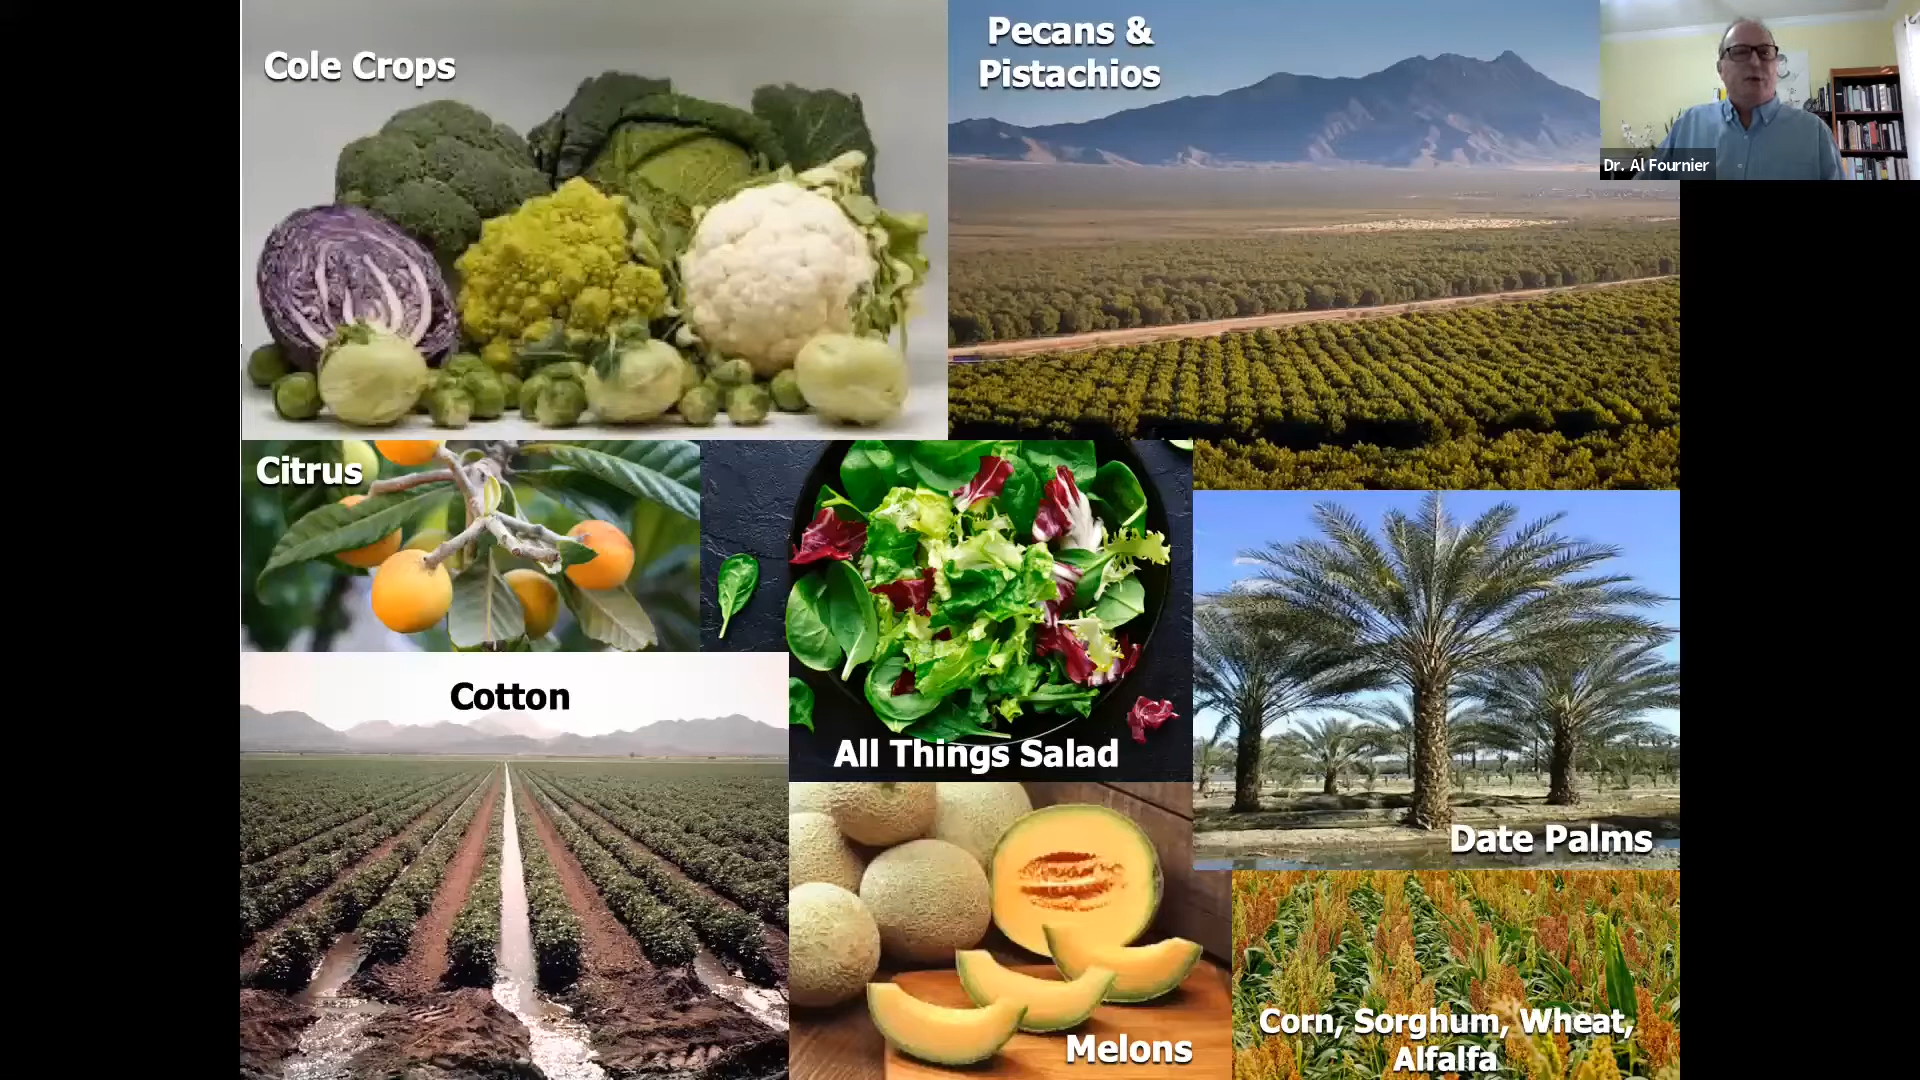 Cole Crops
Pecans &
Pistachios
Dr. Al Fournier
Citrus
Cotton
All Things Salad
Date Palms
Melons
Corn, Sorghum, Wheat,
Alfalfa